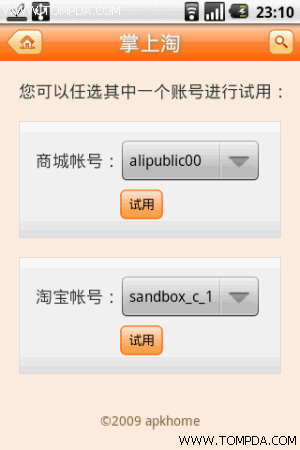 WWW.TOMPDA.COM
23:10
掌上淘
您可以任选其中一个账号进行试用：
商城帐号： alipublic00
试用
淘宝帐号： sandbox_c_1
试用
©2009 apkhome
WWW.TOMPDA.COM